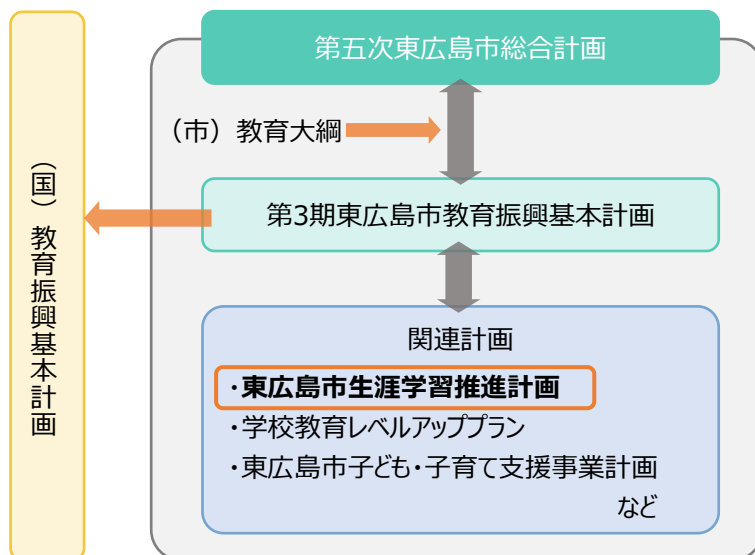 第五次東広島市総合計画
（市）教育大綱
（国）教育振興基本計画
第3期東広島市教育振興基本計画
関連計画
・東広島市生涯学習推進計画
・学校教育レベルアッププラン
・東広島市子ども・子育て支援事業計画
など